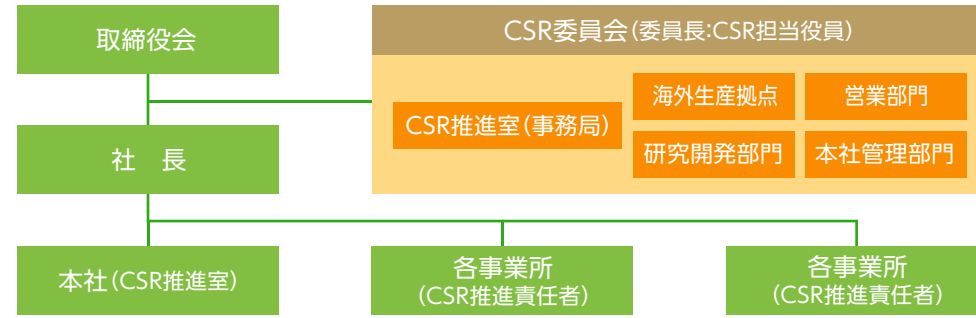 取締役会
CSR委員会(委員長:CSR担当役員)
CSR推進室(事務局)
海外生産拠点
営業部門
研究開発部門
本社管理部門
社　長
本社(CSR推進室)
各事業所
(CSR推進責任者)
各事業所
(CSR推進責任者)